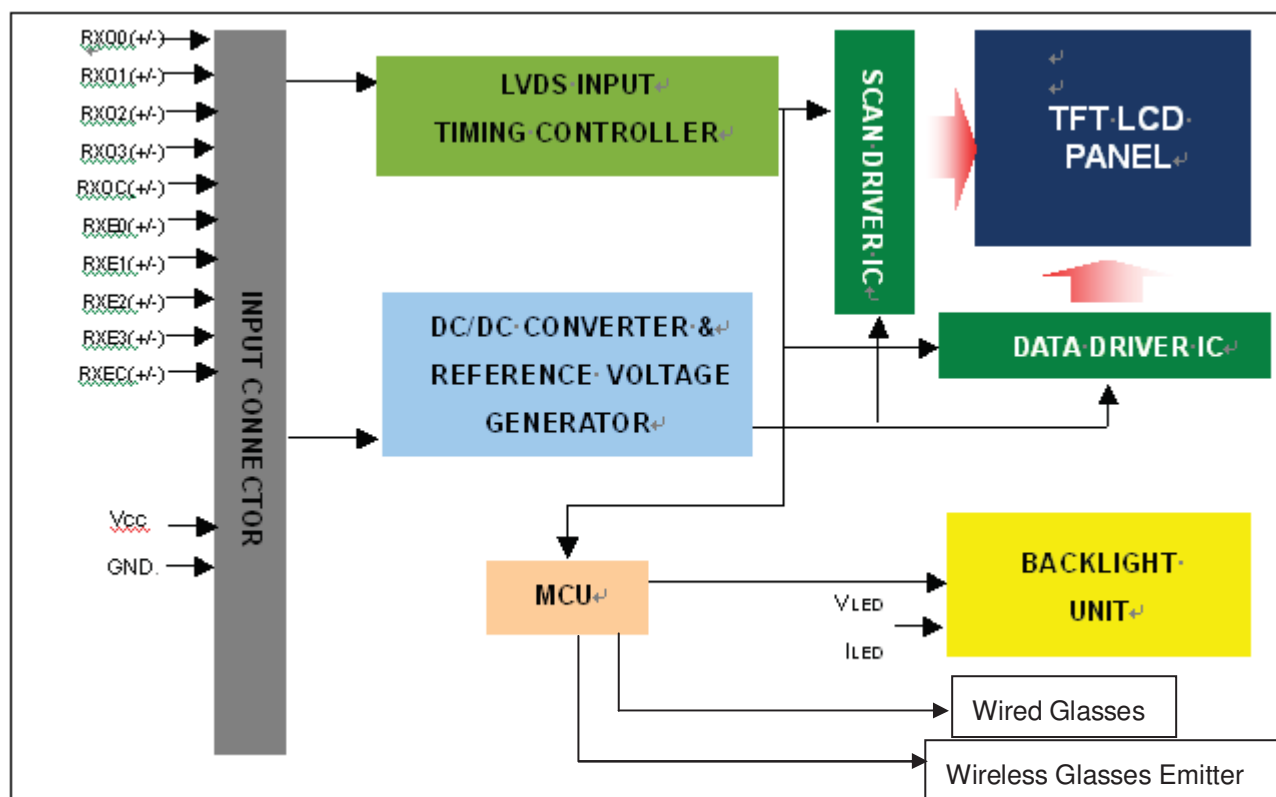 RXO0(+/-)
RXO1(+/-)
RXO2(+/-)
RXO3(+/-)
RXOC(+/-)
RXE0(+/-)
RXE1(+/-)
RXE2(+/-)
RXE3(+/-)
RXEC(+/-)
Vcc
GND.
INPUT CONNECTOR
LVDS INPUT
TIMING CONTROLLER
DC/DC CONVERTER &
REFERENCE VOLTAGE
GENERATOR
SCAN DRIVER IC
TFT LCD
PANEL
DATA DRIVER IC
MCU
VLED
ILED
BACKLIGHT
UNIT
Wired Glasses
Wireless Glasses Emitter